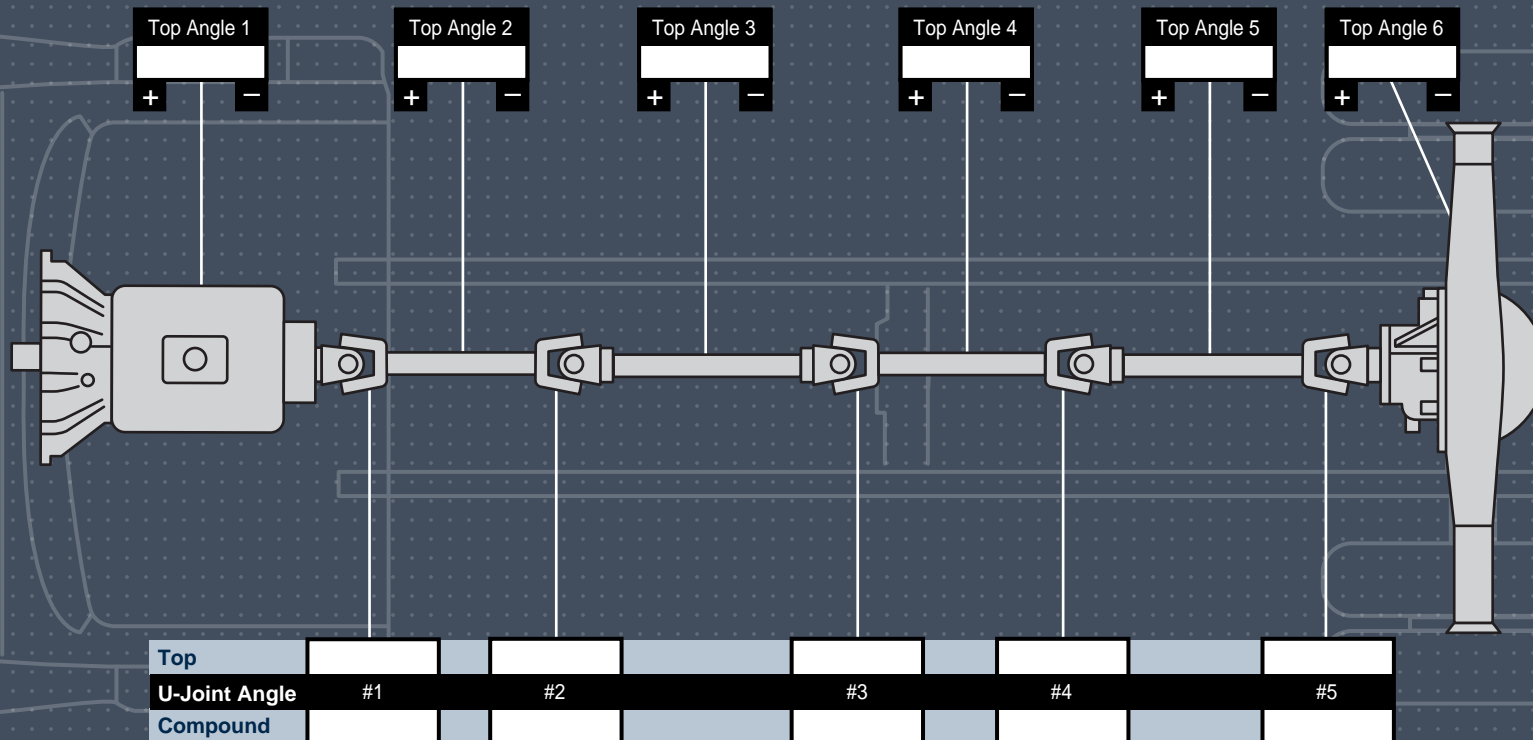 Top Angle 1
Top Angle 2
Top Angle 3
Top Angle 4
Top Angle 5
Top Angle 6
+ −
+ −
+ −
+ −
+ −
+ −
Top
U-Joint Angle #1 #2 #3 #4 #5
Compound